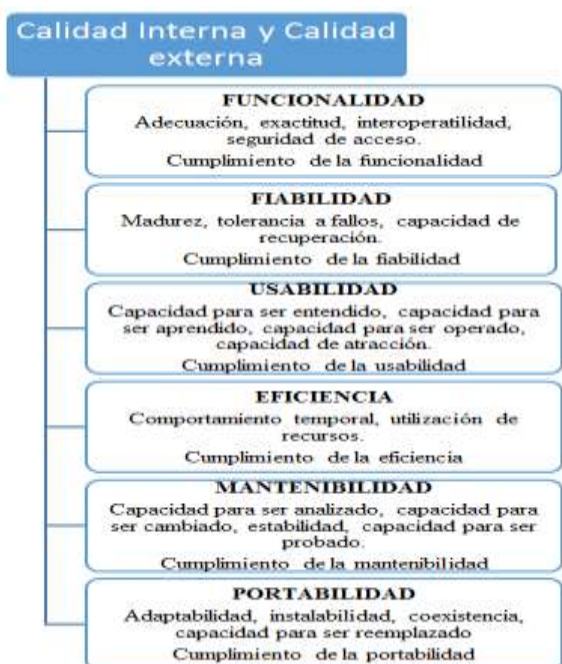 Calidad Interna y Calidad
externa
FUNCIONALIDAD
Adecuación, exactitud, interoperatilidad,
seguridad de acceso.
Cumplimiento de la funcionalidad
FIABILIDAD
Madurez, tolerancia a fallos, capacidad de
recuperación.
Cumplimiento de la fiabilidad
USABILIDAD
Capacidad para ser entendido, capacidad para
ser aprendido, capacidad para ser operado,
capacidad de atracción.
Cumplimiento de la usabilidad
EFICIENCIA
Comportamiento temporal, utilización de
recursos.
Cumplimiento de la eficiencia
MANTENIBILIDAD
Capacidad para ser analizado, capacidad para
ser cambiado, estabilidad, capacidad para ser
probado.
Cumplimiento de la mantenibilidad
PORTABILIDAD
Adaptabilidad, instalabilidad, coexistencia,
capacidad para ser reemplazado
Cumplimiento de la portabilidad